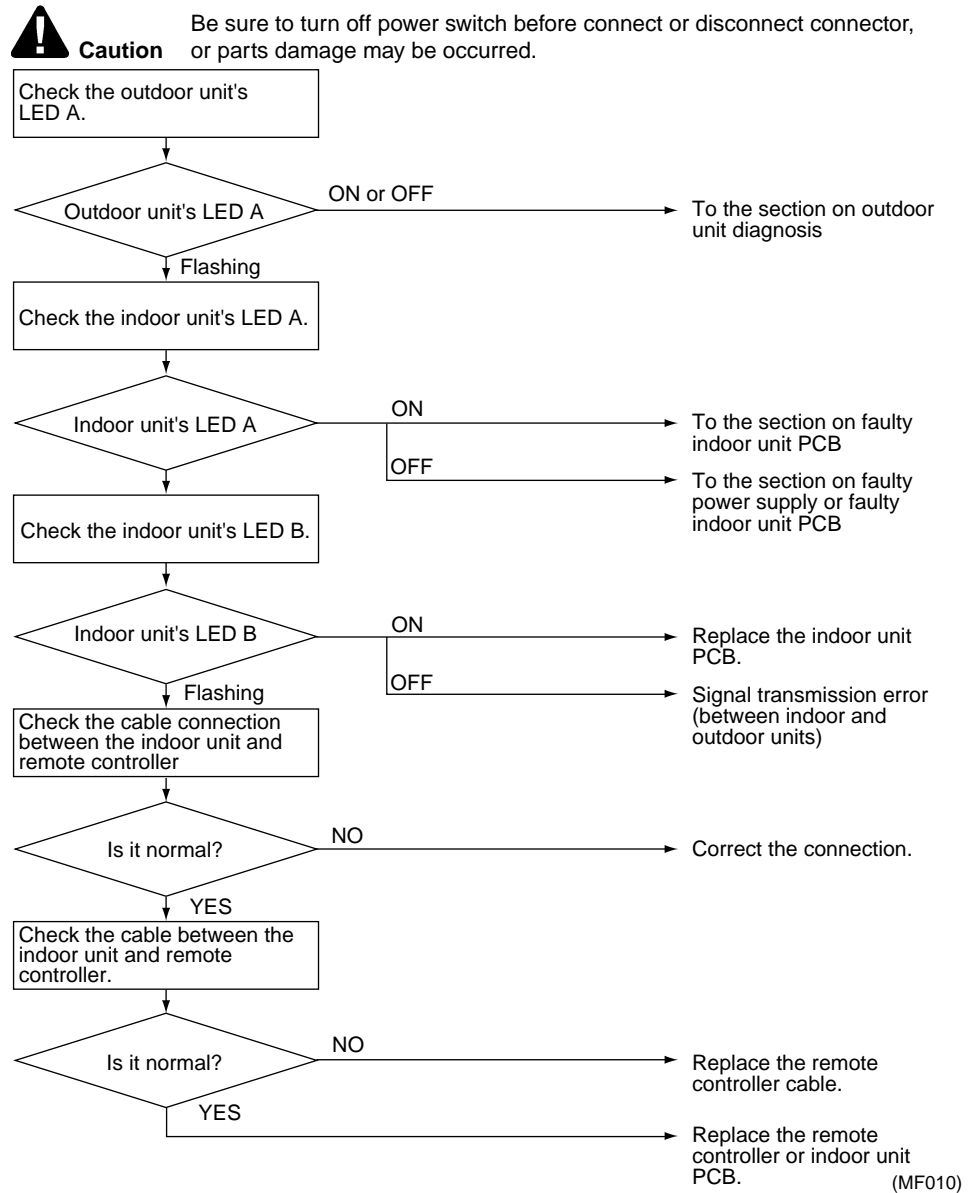 Be sure to turn off power switch before connect or disconnect connector,
Caution or parts damage may be occurred.
Check the outdoor unit's
LED A.
Outdoor unit's LED A
ON or OFF
To the section on outdoor
unit diagnosis
Flashing
Check the indoor unit's LED A.
Indoor unit's LED A
ON
To the section on faulty
indoor unit PCB
OFF
To the section on faulty
power supply or faulty
indoor unit PCB
Check the indoor unit's LED B.
Indoor unit's LED B
ON
Replace the indoor unit
PCB.
OFF
Signal transmission error
(between indoor and
outdoor units)
Flashing
Check the cable connection
between the indoor unit and
remote controller
Is it normal?
NO
Correct the connection.
YES
Check the cable between the
indoor unit and remote
controller.
Is it normal?
NO
Replace the remote
controller cable.
YES
Replace the remote
controller or indoor unit
PCB.
(MF010)